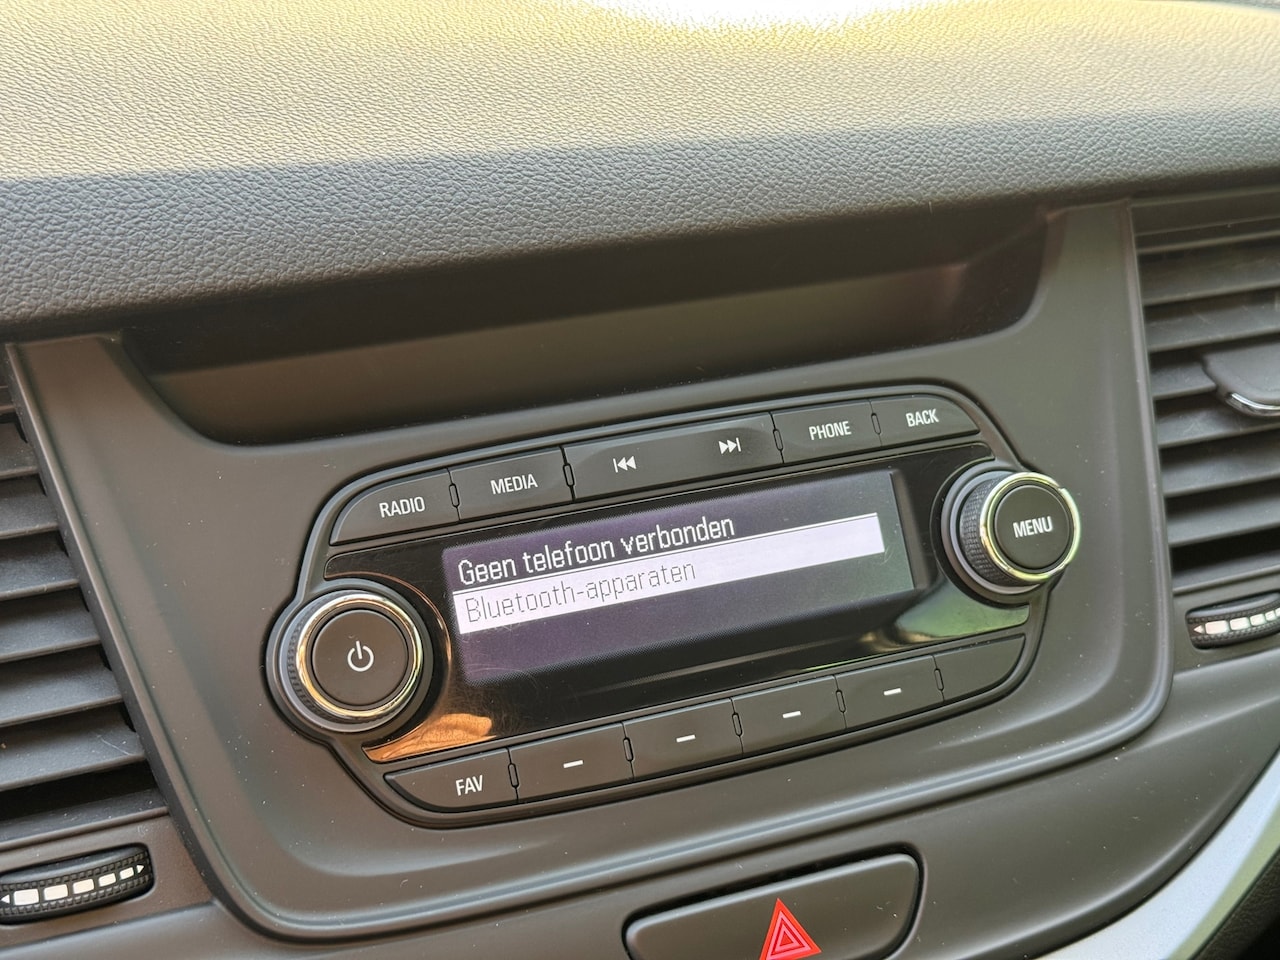 RADIO
MEDIA
PHONE
BACK
Geen telefoon verbonden
Bluetooth-apparaten
MENU
FAV